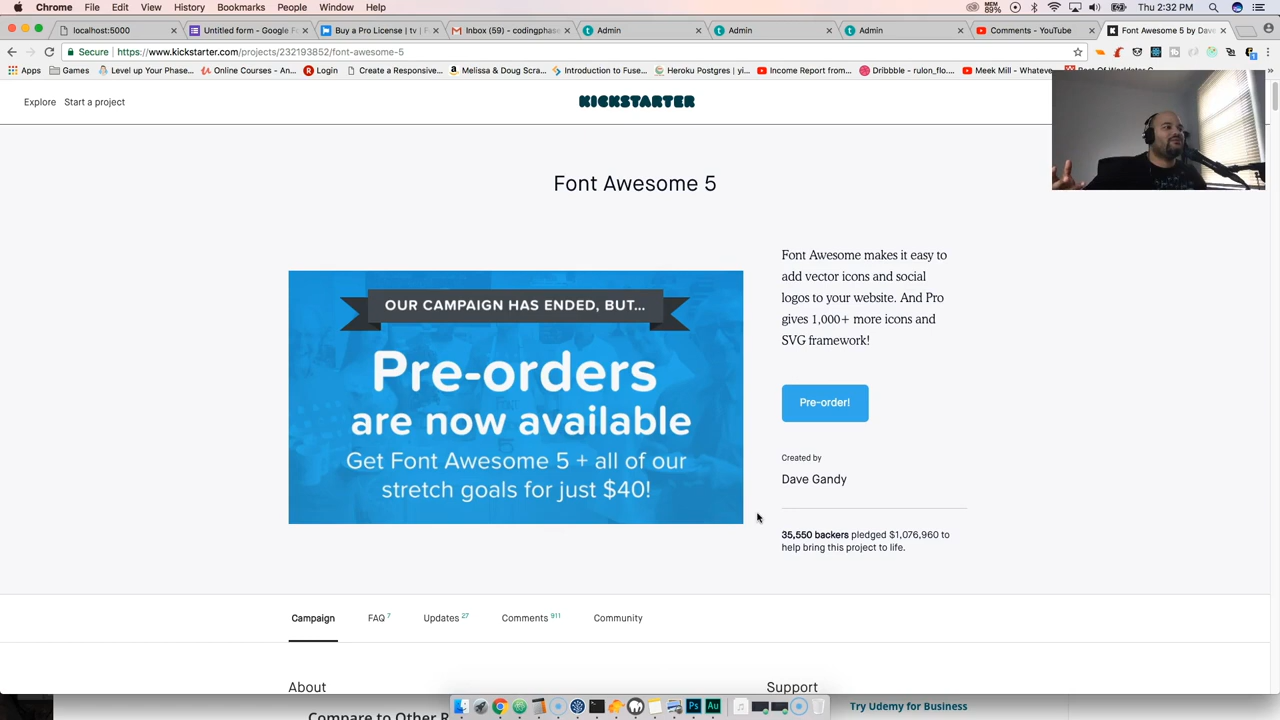 Chrome File Edit View History Bookmarks People Window Help
MEM 89% Thu 2:32 PM
localhost:5000
Untitled form - Google F
Buy a Pro License | tv | F
Inbox (59) - codingphase
Admin
Admin
Admin
Comments - YouTube
Font Awesome 5 by Dave
Secure https://www.kickstarter.com/projects/232193852/font-awesome-5
Apps
Games
Level up Your Phase...
Online Courses - An...
Login
Create a Responsive...
Melissa & Doug Scra...
Introduction to Fuse...
Heroku Postgres | yi...
Income Report from...
Dribbble - rulon_flo...
Meek Mill - Whateve...
Explore Start a project
KICKSTARTER
Font Awesome 5
OUR CAMPAIGN HAS ENDED, BUT...
Pre-orders
are now available
Get Font Awesome 5 + all of our
stretch goals for just $40!
Font Awesome makes it easy to
add vector icons and social
logos to your website. And Pro
gives 1,000+ more icons and
SVG framework!
Pre-order!
Created by
Dave Gandy
35,550 backers pledged $1,076,960 to
help bring this project to life.
Campaign FAQ 7 Updates 27 Comments 911 Community
About
Support
Compare to Other R
Try Udemy for Business
Ps
Au